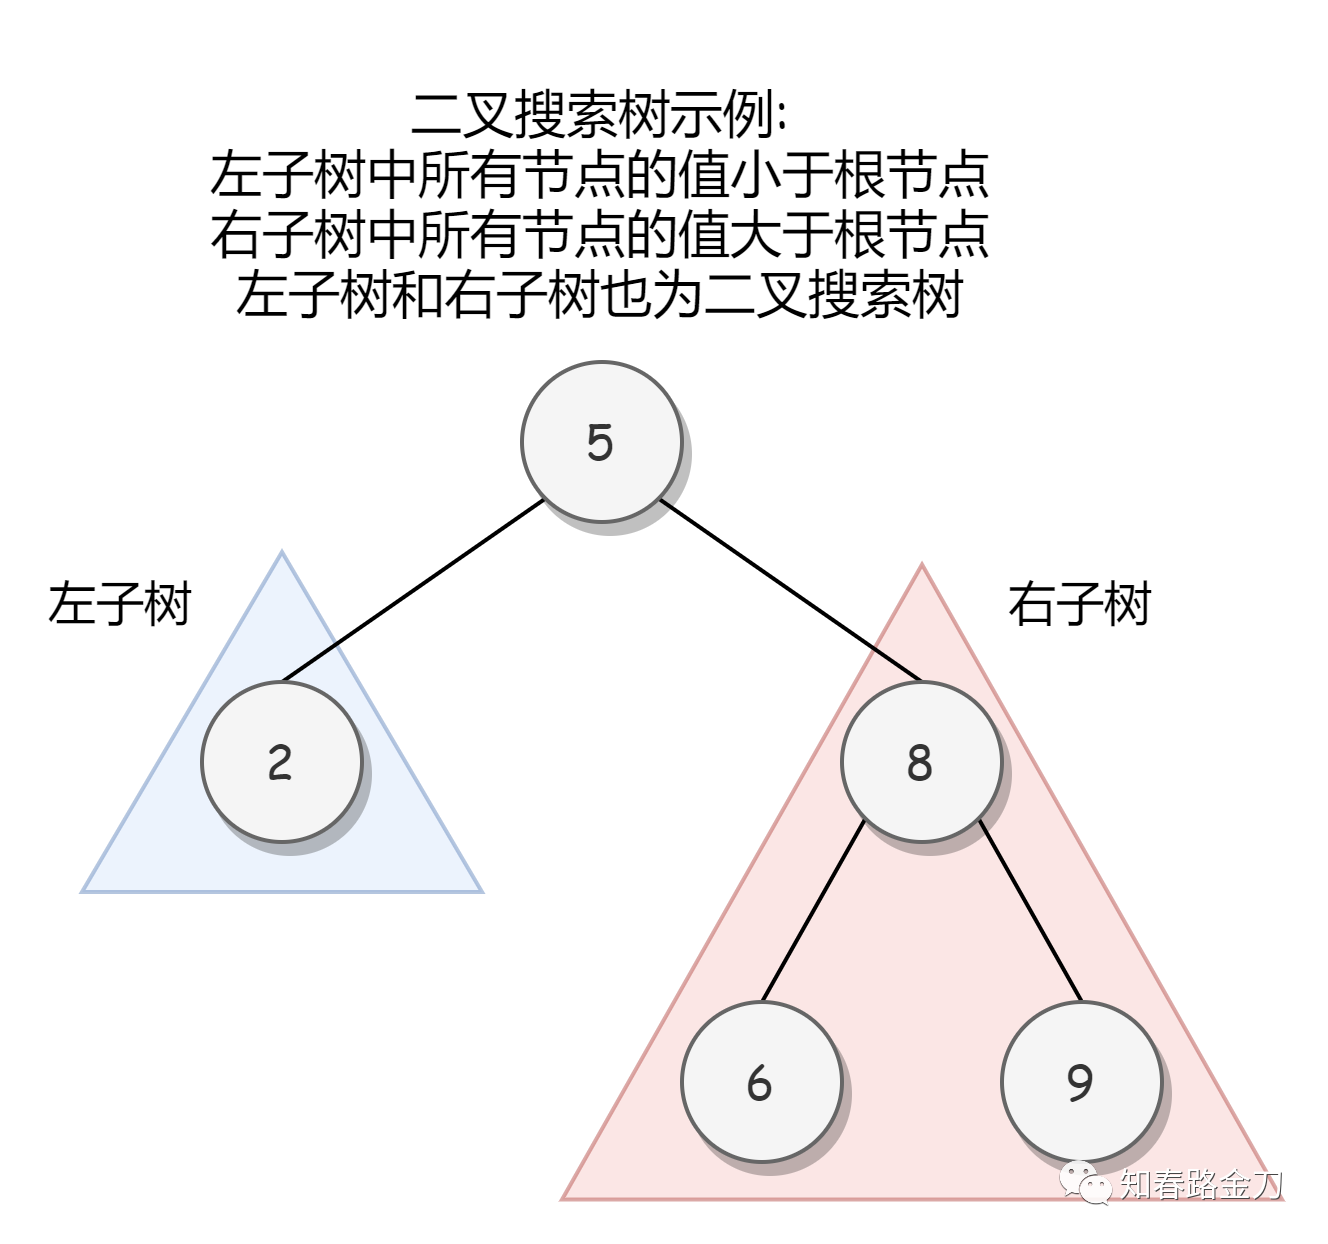 二叉搜索树示例:
左子树中所有节点的值小于根节点
右子树中所有节点的值大于根节点
左子树和右子树也为二叉搜索树
5
左子树
右子树
2
8
6
9
知春路金刀